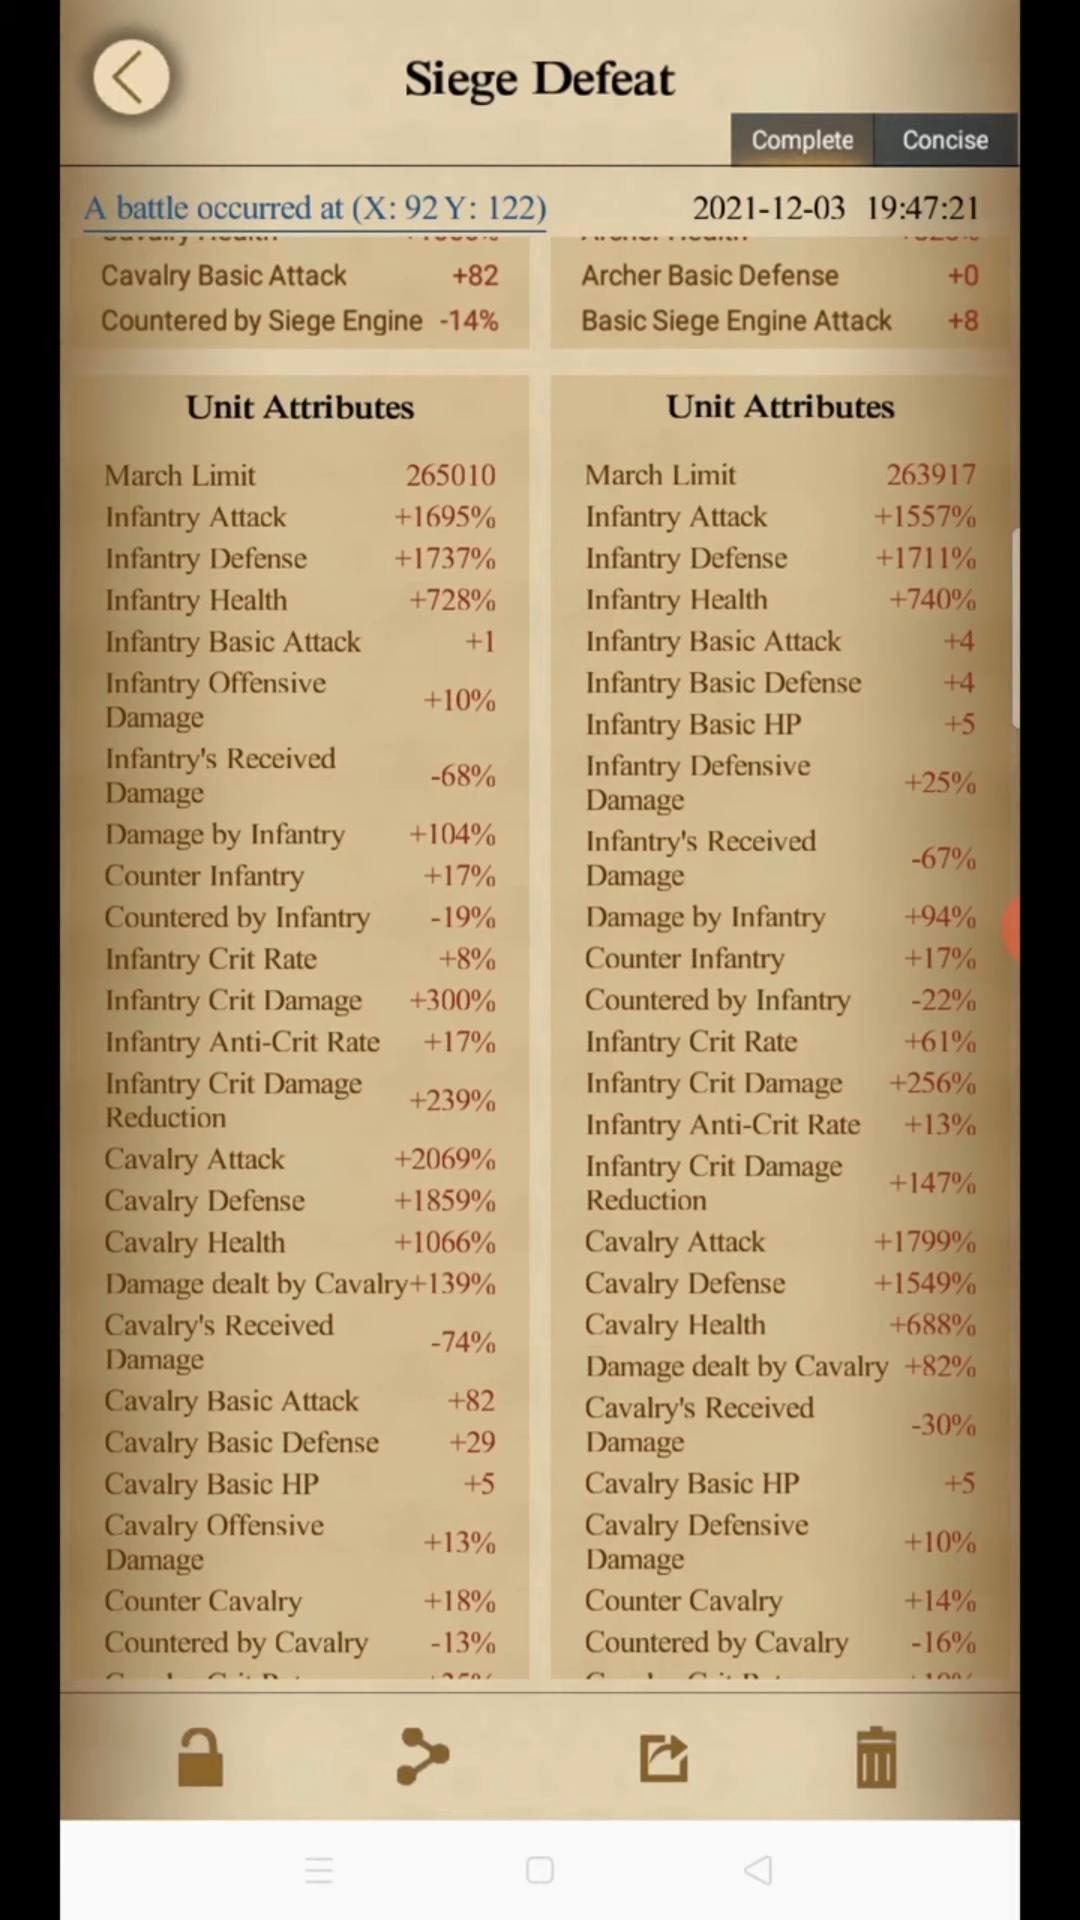 Siege Defeat
Complete
Concise
A battle occurred at (X: 92 Y: 122)
2021-12-03 19:47:21
Cavalry Health
Archer Health
Cavalry Basic Attack +82
Countered by Siege Engine -14%
Archer Basic Defense +0
Basic Siege Engine Attack +8
Unit Attributes
March Limit 265010
Infantry Attack +1695%
Infantry Defense +1737%
Infantry Health +728%
Infantry Basic Attack +1
Infantry Offensive
Damage +10%
Infantry's Received
Damage -68%
Damage by Infantry +104%
Counter Infantry +17%
Countered by Infantry -19%
Infantry Crit Rate +8%
Infantry Crit Damage +300%
Infantry Anti-Crit Rate +17%
Infantry Crit Damage
Reduction +239%
Cavalry Attack +2069%
Cavalry Defense +1859%
Cavalry Health +1066%
Damage dealt by Cavalry+139%
Cavalry's Received
Damage -74%
Cavalry Basic Attack +82
Cavalry Basic Defense +29
Cavalry Basic HP +5
Cavalry Offensive
Damage +13%
Counter Cavalry +18%
Countered by Cavalry -13%
Unit Attributes
March Limit 263917
Infantry Attack +1557%
Infantry Defense +1711%
Infantry Health +740%
Infantry Basic Attack +4
Infantry Basic Defense +4
Infantry Basic HP +5
Infantry Defensive
Damage +25%
Infantry's Received
Damage -67%
Damage by Infantry +94%
Counter Infantry +17%
Countered by Infantry -22%
Infantry Crit Rate +61%
Infantry Crit Damage +256%
Infantry Anti-Crit Rate +13%
Infantry Crit Damage
Reduction +147%
Cavalry Attack +1799%
Cavalry Defense +1549%
Cavalry Health +688%
Damage dealt by Cavalry +82%
Cavalry's Received
Damage -30%
Cavalry Basic HP +5
Cavalry Defensive
Damage +10%
Counter Cavalry +14%
Countered by Cavalry -16%